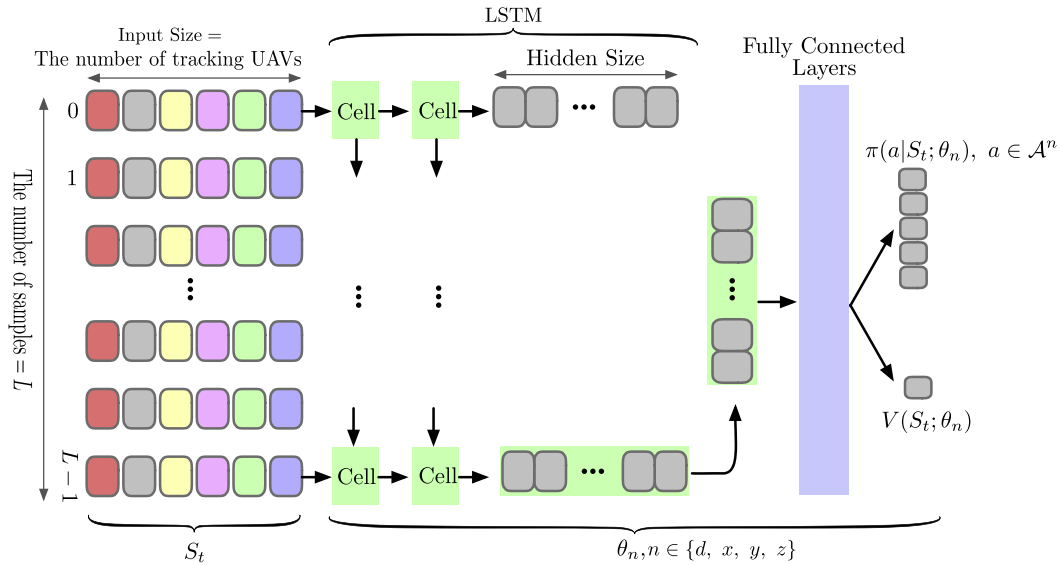 Input Size =
The number of tracking UAVs
LSTM
Hidden Size
Fully Connected
Layers
0
1
L − 1
The number of samples = L
Cell
Cell
Cell
Cell
π(a|S_t; θ_n), a ∈ 𝒜^n
V(S_t; θ_n)
S_t
θ_n, n ∈ {d, x, y, z}